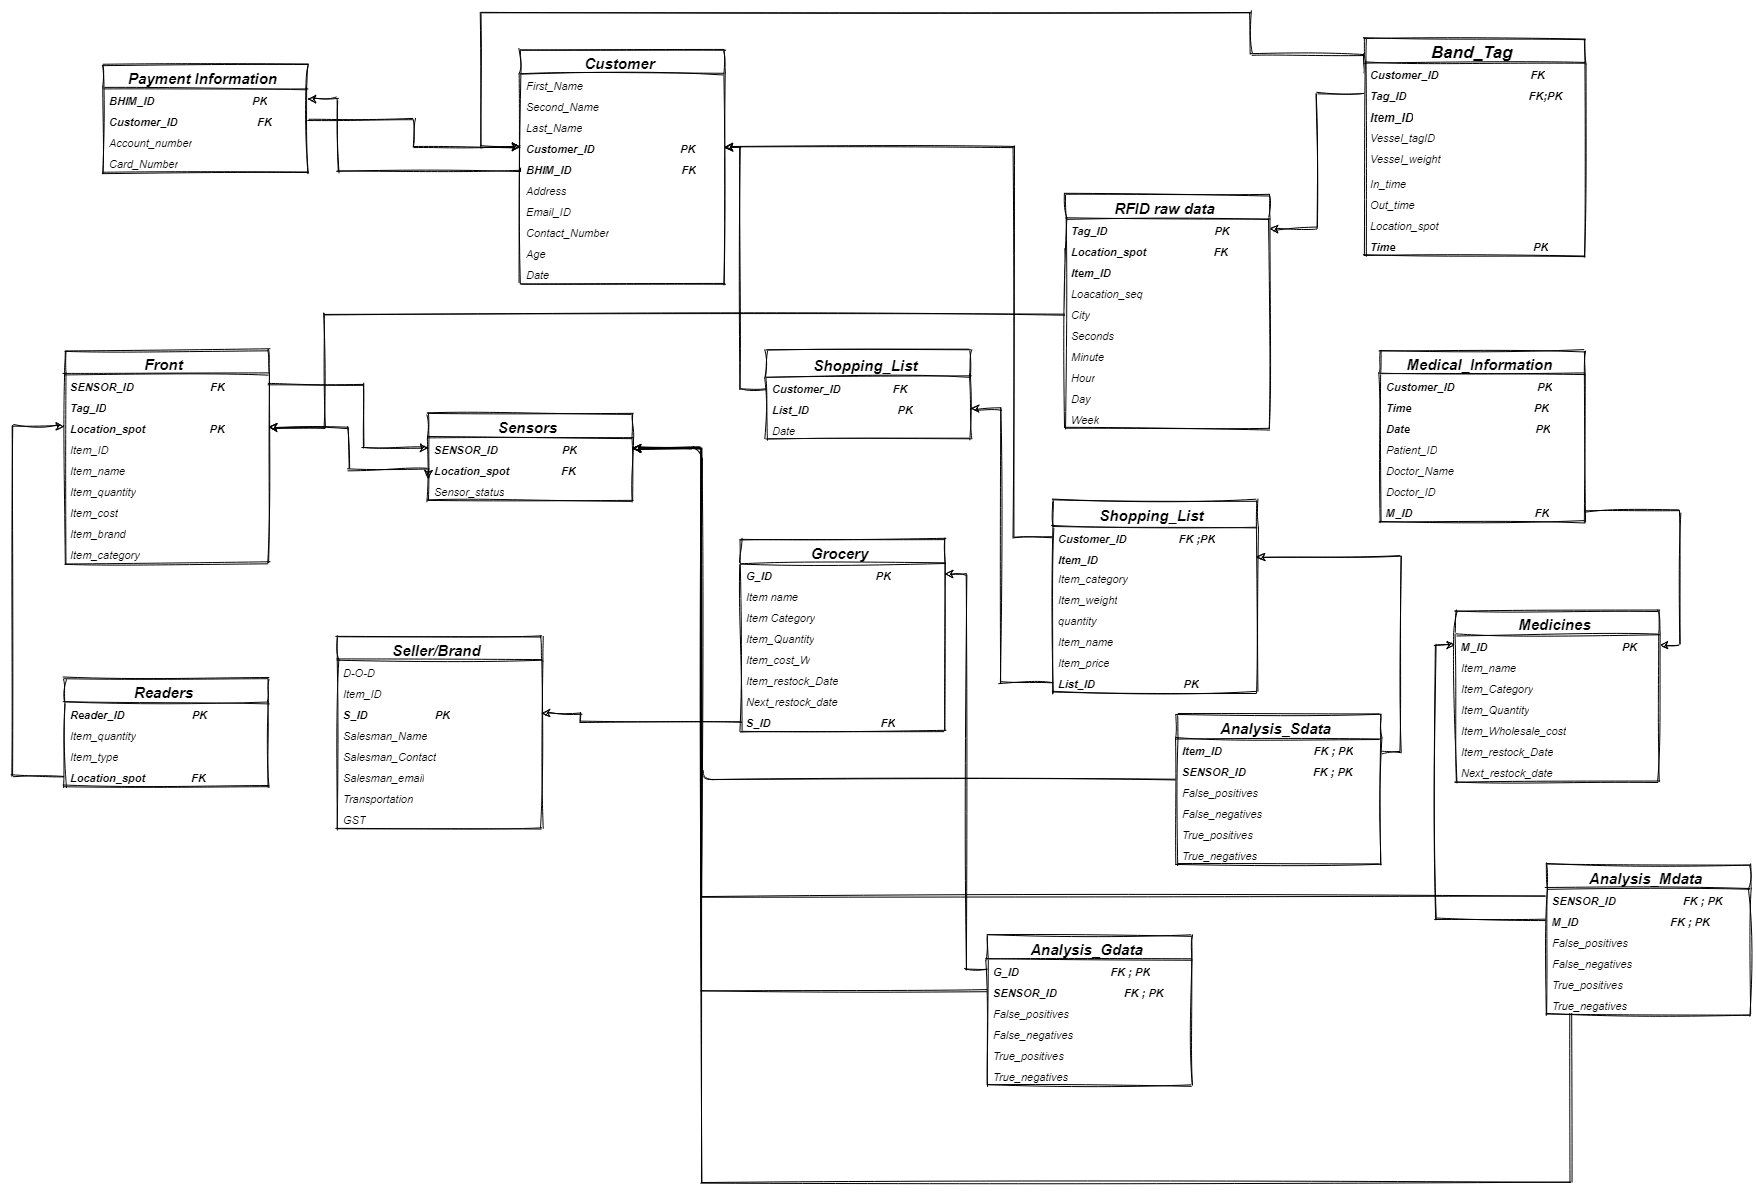 Payment Information
BHIM_ID PK
Customer_ID FK
Account_number
Card_Number
Customer
First_Name
Second_Name
Last_Name
Customer_ID PK
BHIM_ID FK
Address
Email_ID
Contact_Number
Age
Date
Band_Tag
Customer_ID FK
Tag_ID FK;PK
Item_ID
Vessel_tagID
Vessel_weight
In_time
Out_time
Location_spot
Time PK
RFID raw data
Tag_ID PK
Location_spot FK
Item_ID
Loacation_seq
City
Seconds
Minute
Hour
Day
Week
Front
SENSOR_ID FK
Tag_ID
Location_spot PK
Item_ID
Item_name
Item_quantity
Item_cost
Item_brand
Item_category
Sensors
SENSOR_ID PK
Location_spot FK
Sensor_status
Shopping_List
Customer_ID FK
List_ID PK
Date
Medical_Information
Customer_ID PK
Time PK
Date PK
Patient_ID
Doctor_Name
Doctor_ID
M_ID FK
Shopping_List
Customer_ID FK ;PK
Item_ID
Item_category
Item_weight
quantity
Item_name
Item_price
List_ID PK
Grocery
G_ID PK
Item name
Item Category
Item_Quantity
Item_cost_W
Item_restock_Date
Next_restock_date
S_ID FK
Medicines
M_ID PK
Item_name
Item_Category
Item_Quantity
Item_Wholesale_cost
Item_restock_Date
Next_restock_date
Seller/Brand
D-O-D
Item_ID
S_ID PK
Salesman_Name
Salesman_Contact
Salesman_email
Transportation
GST
Readers
Reader_ID PK
Item_quantity
Item_type
Location_spot FK
Analysis_Sdata
Item_ID FK ; PK
SENSOR_ID FK ; PK
False_positives
False_negatives
True_positives
True_negatives
Analysis_Mdata
SENSOR_ID FK ; PK
M_ID FK ; PK
False_positives
False_negatives
True_positives
True_negatives
Analysis_Gdata
G_ID FK ; PK
SENSOR_ID FK ; PK
False_positives
False_negatives
True_positives
True_negatives